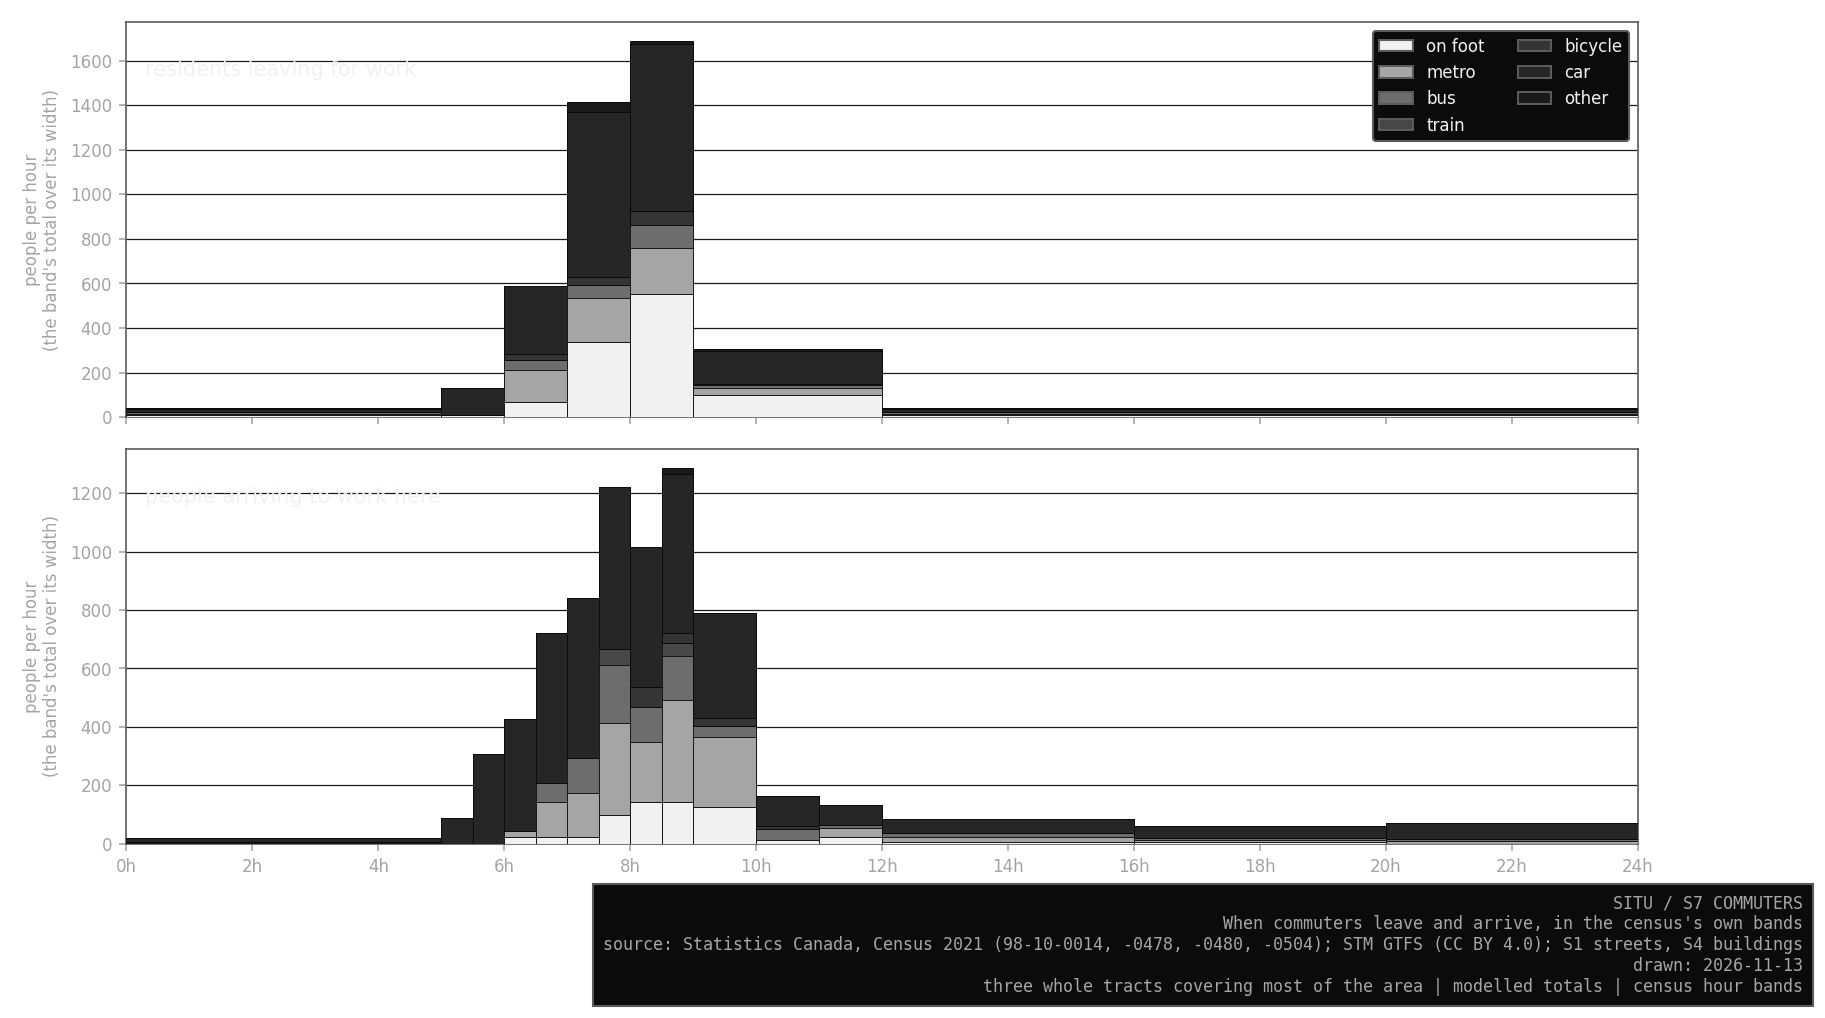 residents leaving for work
people per hour
(the band's total over its width)
1600
1400
1200
1000
800
600
400
200
0
on foot
metro
bus
train
bicycle
car
other
people arriving to work here
people per hour
(the band's total over its width)
1200
1000
800
600
400
200
0
0h 2h 4h 6h 8h 10h 12h 14h 16h 18h 20h 22h 24h
SITU / S7 COMMUTERS
When commuters leave and arrive, in the census's own bands
source: Statistics Canada, Census 2021 (98-10-0014, -0478, -0480, -0504); STM GTFS (CC BY 4.0); S1 streets, S4 buildings
drawn: 2026-11-13
three whole tracts covering most of the area | modelled totals | census hour bands